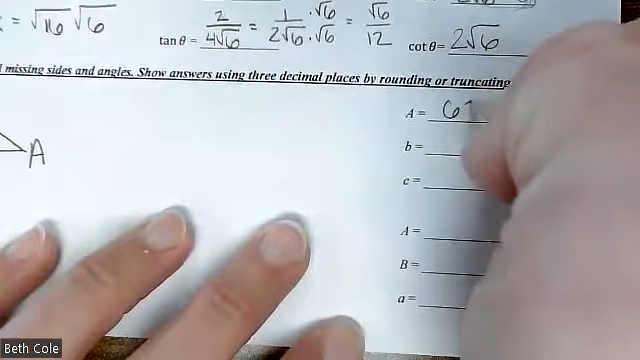 = √16 √6
tan θ = 2/4√6 = 1/2√6 · √6/√6 = √6/12
cot θ = 2√6
missing sides and angles. Show answers using three decimal places by rounding or truncating
A = 6
b =
A
c =
A =
B =
a =
Beth Cole